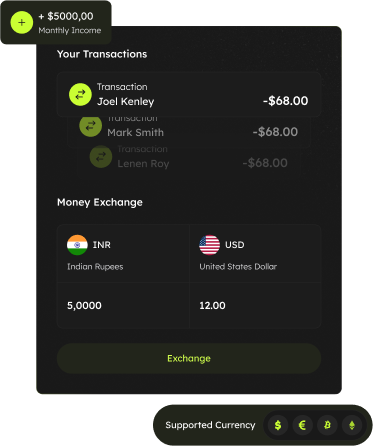 + $5000,00
Monthly Income
Your Transactions
Transaction
Joel Kenley
-$68.00
Transaction
Mark Smith
-$68.00
Transaction
Lenen Roy
-$68.00
Money Exchange
INR
Indian Rupees
USD
United States Dollar
5,0000
12.00
Exchange
Supported Currency